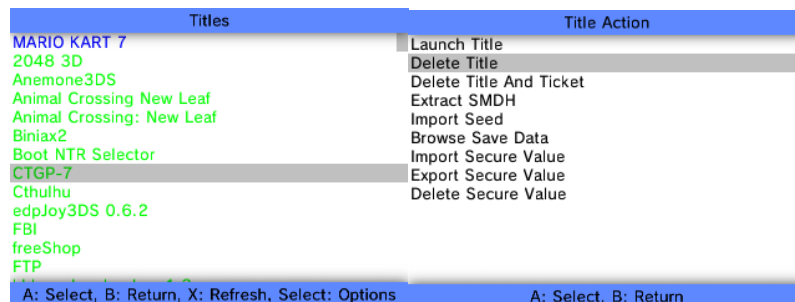 Titles
MARIO KART 7
2048 3D
Anemone3DS
Animal Crossing New Leaf
Animal Crossing: New Leaf
Biniax2
Boot NTR Selector
CTGP-7
Cthulhu
edpJoy3DS 0.6.2
FBI
freeShop
FTP
A: Select, B: Return, X: Refresh, Select: Options
Title Action
Launch Title
Delete Title
Delete Title And Ticket
Extract SMDH
Import Seed
Browse Save Data
Import Secure Value
Export Secure Value
Delete Secure Value
A: Select, B: Return